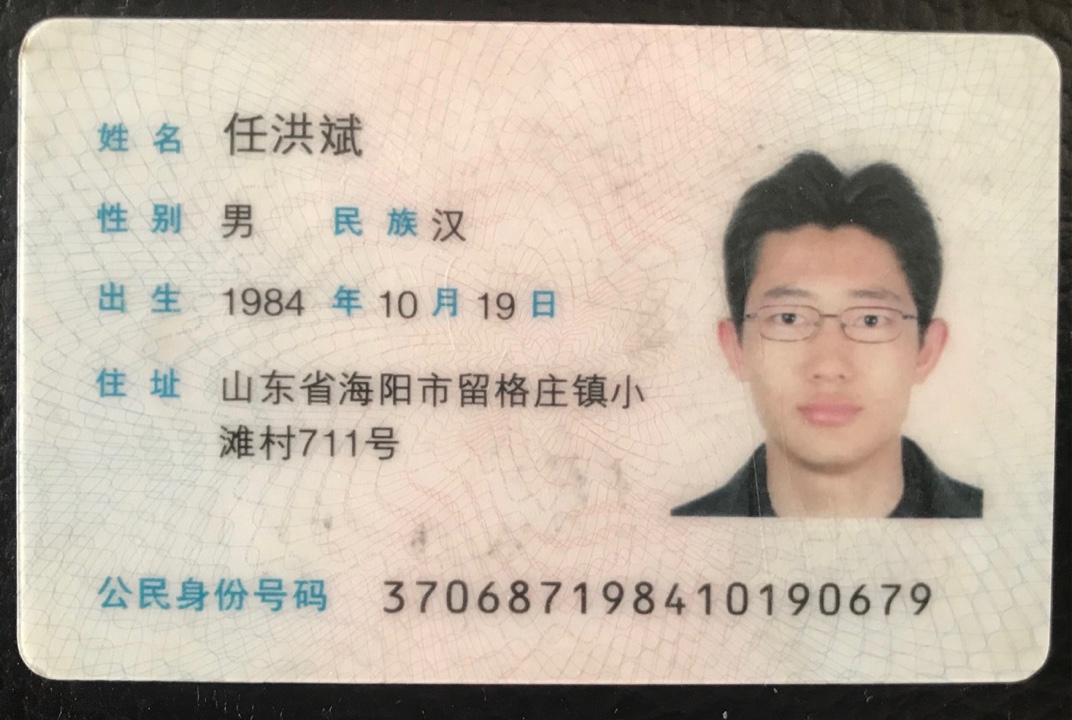 姓名 任洪斌
性别 男 民族 汉
出生 1984 年 10 月 19 日
住址 山东省海阳市留格庄镇小
滩村711号
公民身份号码 370687198410190679